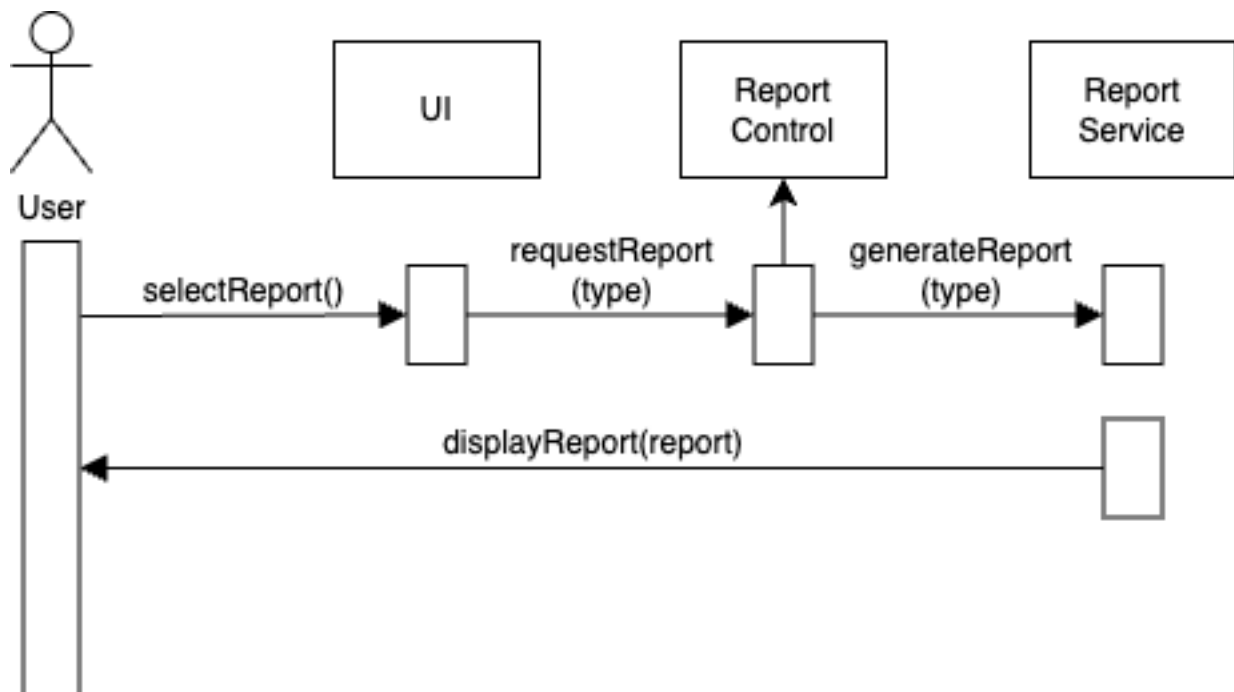 UI
Report
Control
Report
Service
User
selectReport()
requestReport
(type)
generateReport
(type)
displayReport(report)